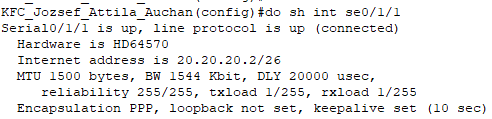 KFC_Jozsef_Attila_Auchan(config)#do sh int se0/1/1
Serial0/1/1 is up, line protocol is up (connected)
Hardware is HD64570
Internet address is 20.20.20.2/26
MTU 1500 bytes, BW 1544 Kbit, DLY 20000 usec,
reliability 255/255, txload 1/255, rxload 1/255
Encapsulation PPP, loopback not set, keepalive set (10 sec)